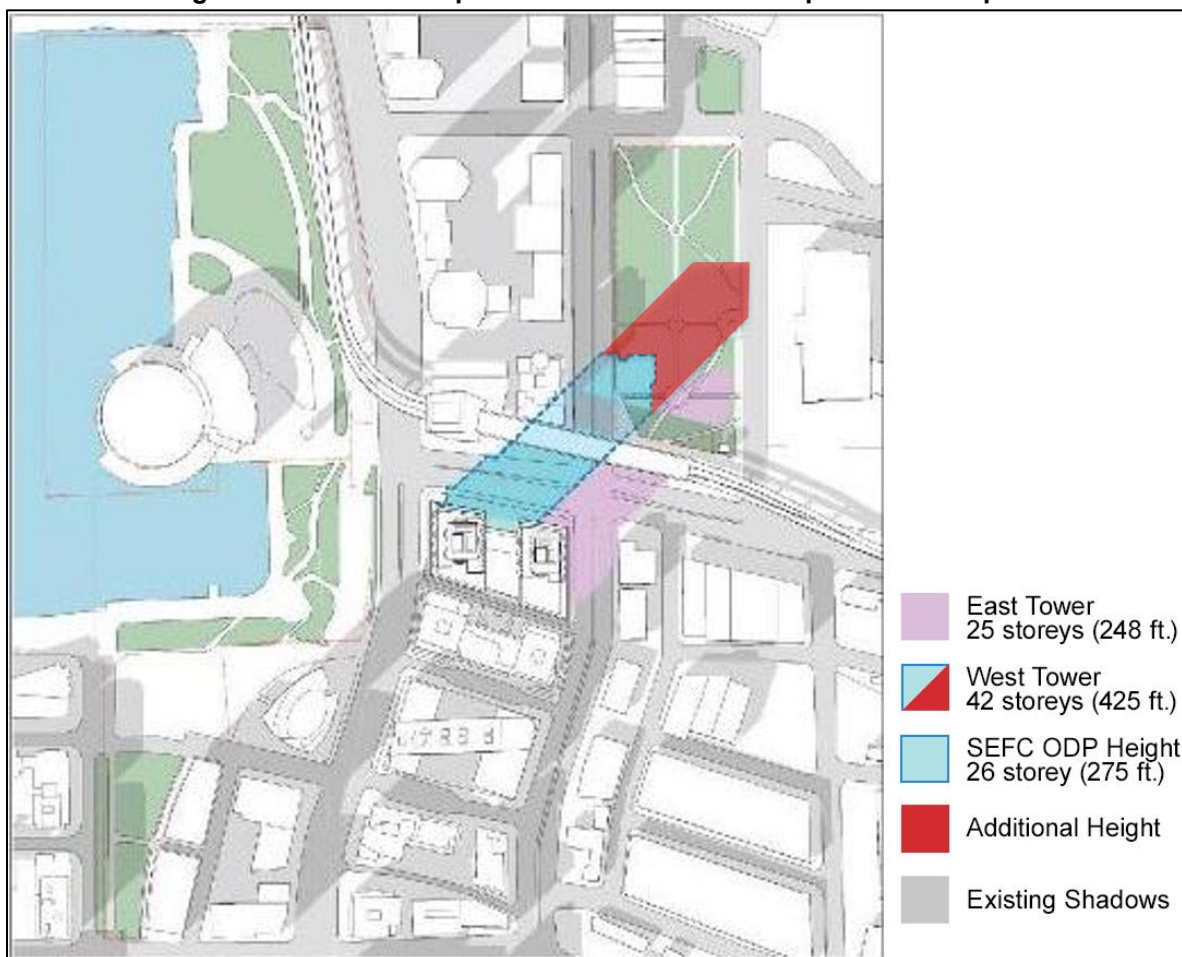 East Tower
25 storeys (248 ft.)
West Tower
42 storeys (425 ft.)
SEFC ODP Height
26 storey (275 ft.)
Additional Height
Existing Shadows